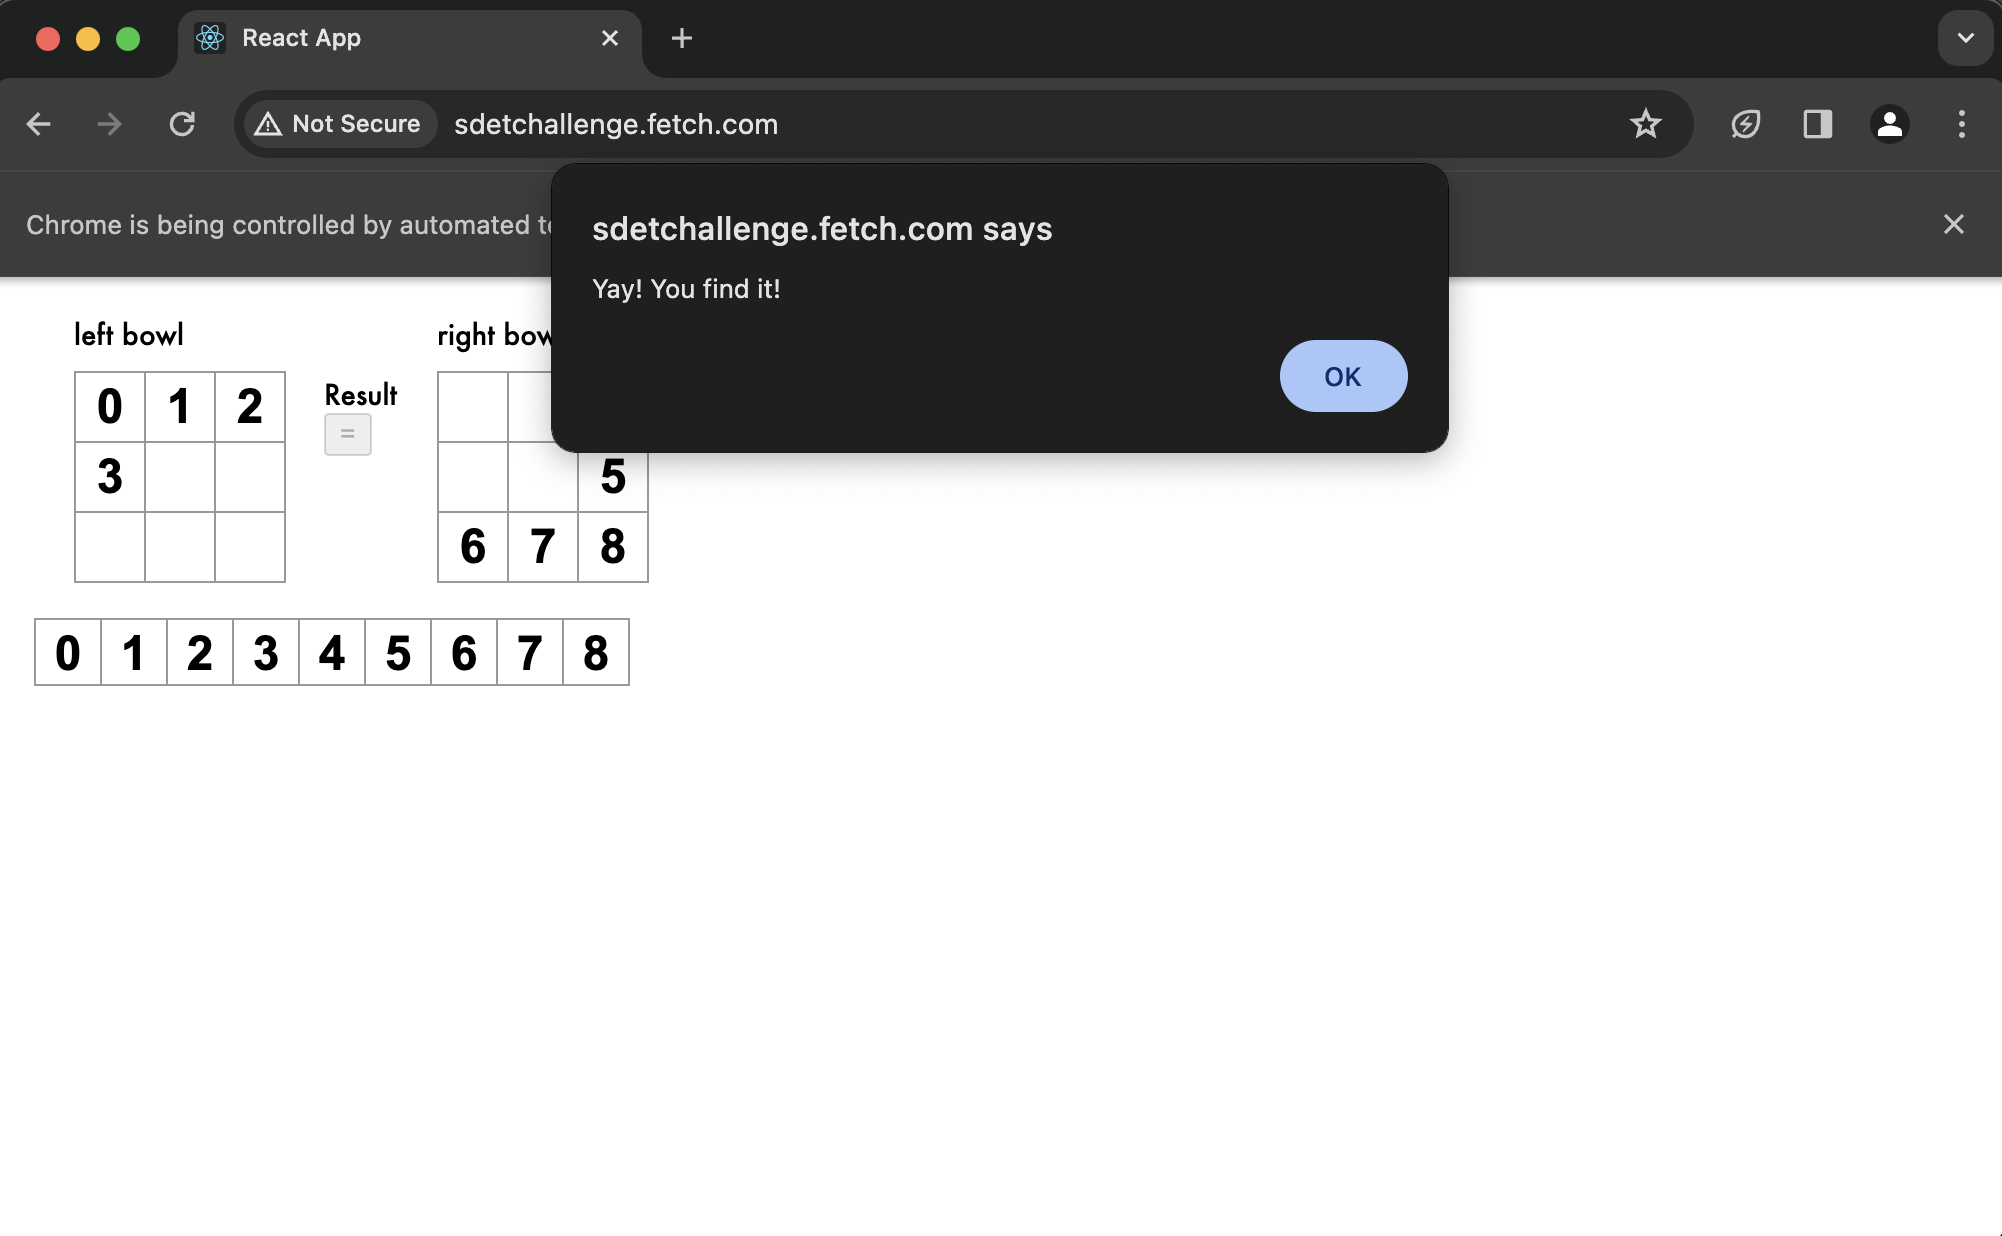 React App
Not Secure
sdetchallenge.fetch.com
Chrome is being controlled by automated
sdetchallenge.fetch.com says
Yay! You find it!
OK
left bowl
right
Result
0 1 2
=
3
5
6 7 8
0 1 2 3 4 5 6 7 8